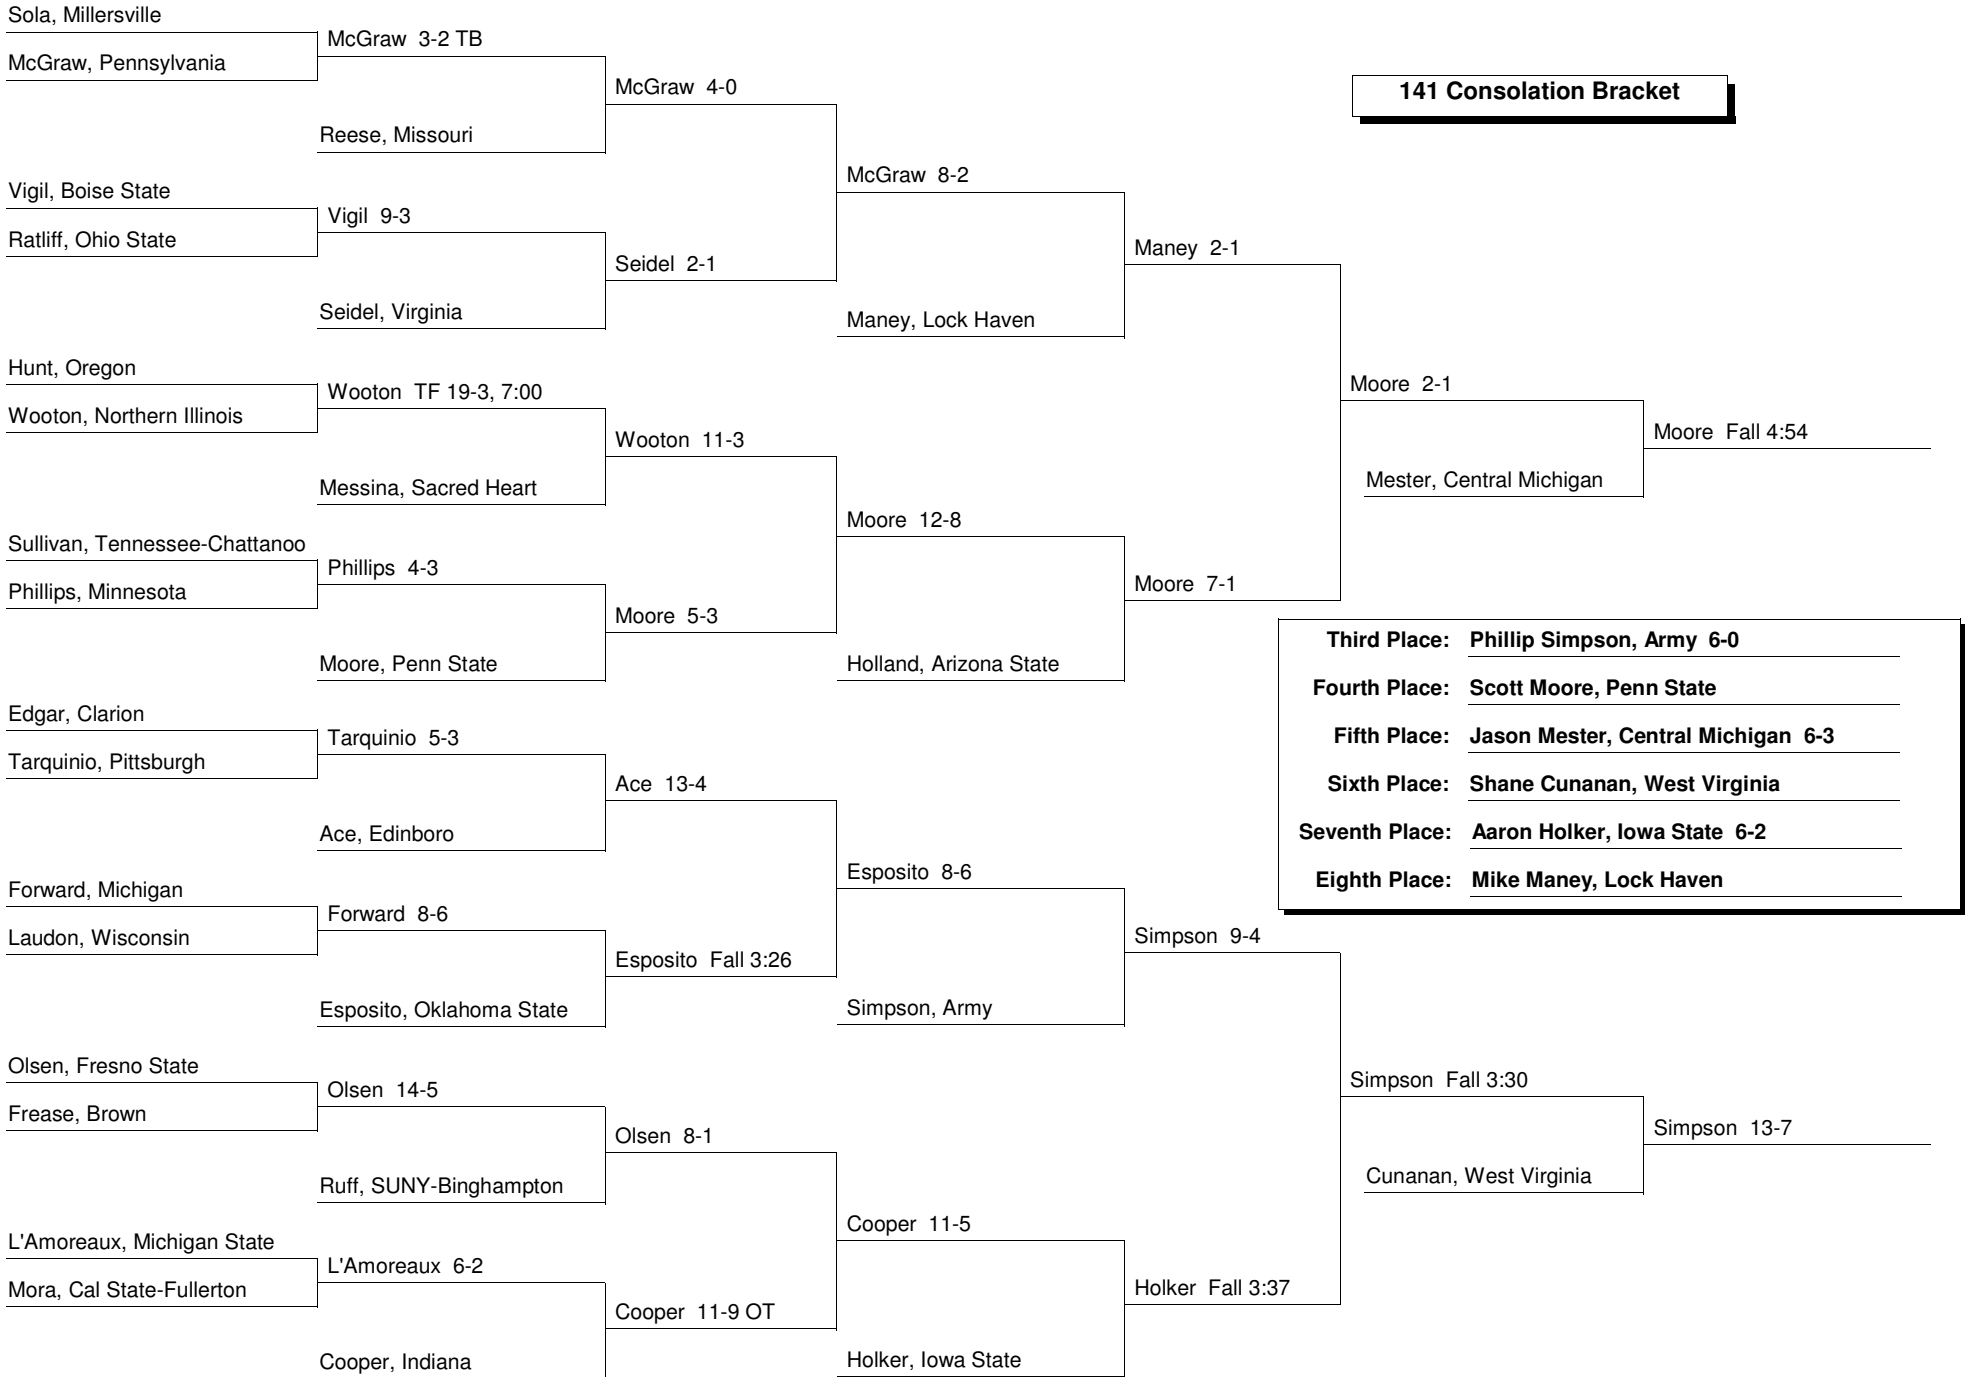 Sola, Millersville
McGraw 3-2 TB
McGraw, Pennsylvania
McGraw 4-0
141 Consolation Bracket
Reese, Missouri
McGraw 8-2
Vigil, Boise State
Vigil 9-3
Ratliff, Ohio State
Maney 2-1
Seidel 2-1
Seidel, Virginia
Maney, Lock Haven
Hunt, Oregon
Wooton TF 19-3, 7:00
Moore 2-1
Wooton, Northern Illinois
Moore Fall 4:54
Wooton 11-3
Mester, Central Michigan
Messina, Sacred Heart
Moore 12-8
Sullivan, Tennessee-Chattanoo
Phillips 4-3
Phillips, Minnesota
Moore 7-1
Moore 5-3
Moore, Penn State
Holland, Arizona State
Third Place: Phillip Simpson, Army 6-0
Fourth Place: Scott Moore, Penn State
Fifth Place: Jason Mester, Central Michigan 6-3
Sixth Place: Shane Cunanan, West Virginia
Seventh Place: Aaron Holker, Iowa State 6-2
Eighth Place: Mike Maney, Lock Haven
Edgar, Clarion
Tarquinio 5-3
Tarquinio, Pittsburgh
Ace 13-4
Ace, Edinboro
Esposito 8-6
Forward, Michigan
Forward 8-6
Laudon, Wisconsin
Simpson 9-4
Esposito Fall 3:26
Esposito, Oklahoma State
Simpson, Army
Olsen, Fresno State
Olsen 14-5
Simpson Fall 3:30
Frease, Brown
Simpson 13-7
Olsen 8-1
Cunanan, West Virginia
Ruff, SUNY-Binghampton
Cooper 11-5
L'Amoreaux, Michigan State
L'Amoreaux 6-2
Mora, Cal State-Fullerton
Holker Fall 3:37
Cooper 11-9 OT
Cooper, Indiana
Holker, Iowa State